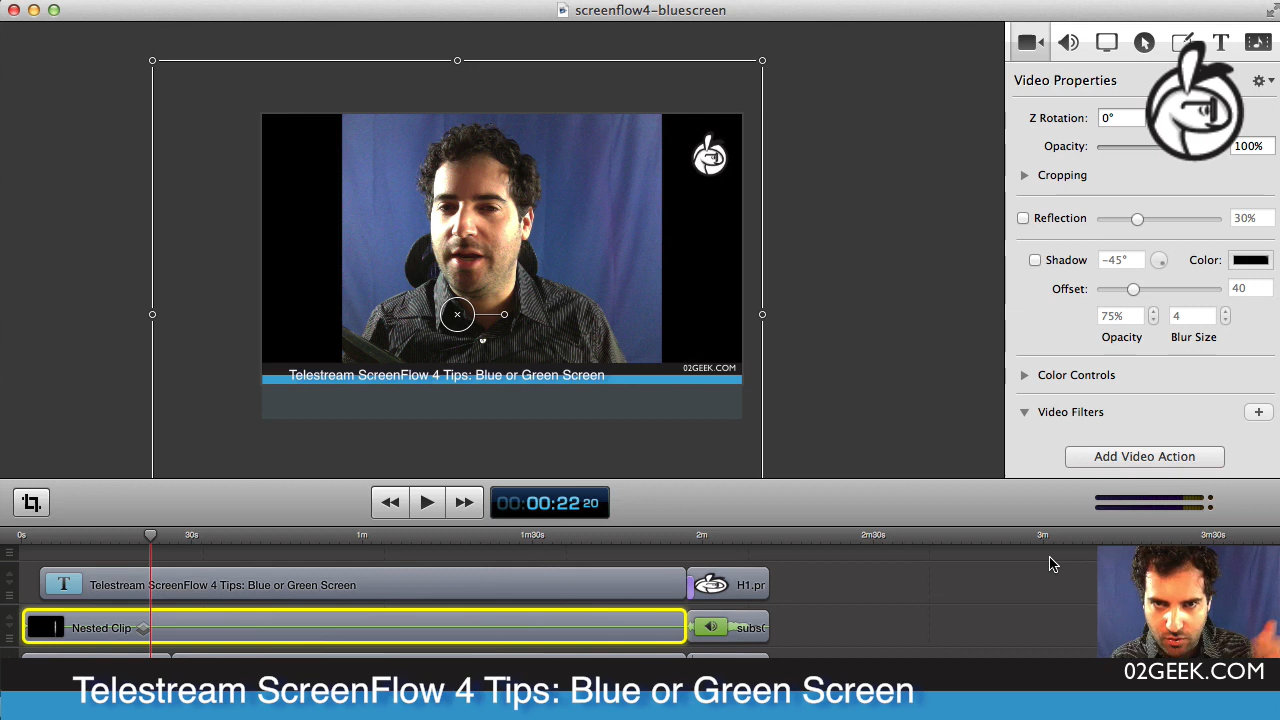 screenflow4-bluescreen
T
Video Properties
Z Rotation: 0°
Opacity: 100%
Cropping
Reflection 30%
Shadow -45° Color:
Offset: 40
75% 4
Opacity Blur Size
Color Controls
Video Filters +
Add Video Action
02GEEK.COM
Telestream ScreenFlow 4 Tips: Blue or Green Screen
00:00:22 20
0s 30s 1m 1m30s 2m 2m30s 3m 3m30s
T Telestream ScreenFlow 4 Tips: Blue or Green Screen H1.pr
Nested Clip subs(
02GEEK.COM
Telestream ScreenFlow 4 Tips: Blue or Green Screen